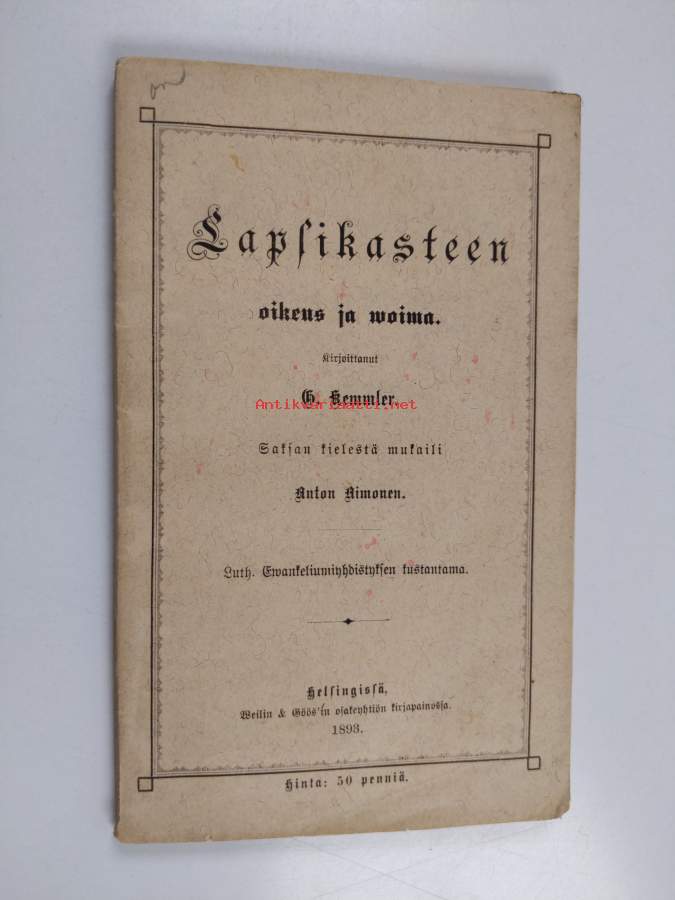 Lapsikasteen
oikeus ja woima.
Kirjoittanut
G. Kemmler.
Antikvariaatti.net
Saksan kielestä mukaili
Anton Aimonen.
Luth. Ewankeliumiyhdistyksen kustantama.
Helsingissä,
Weilin & Göös'in osakeyhtiön kirjapainossa.
1893.
Hinta: 50 penniä.